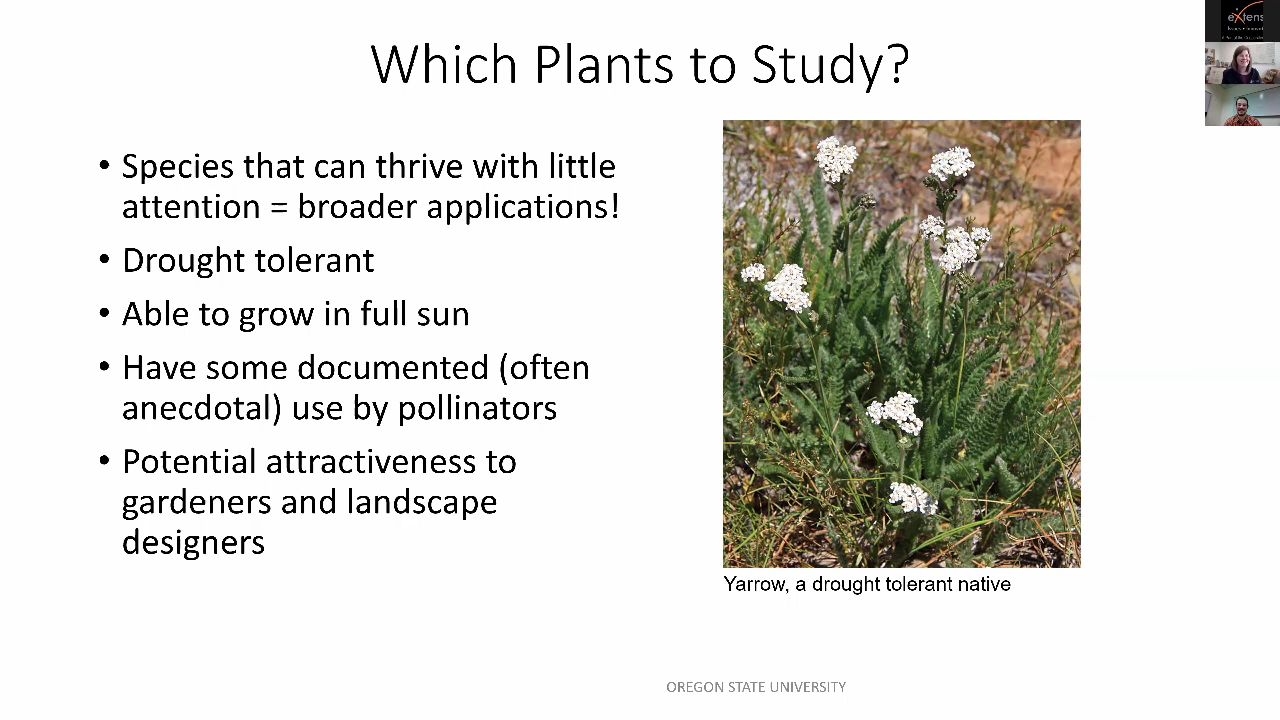 Which Plants to Study?
• Species that can thrive with little
attention = broader applications!
• Drought tolerant
• Able to grow in full sun
• Have some documented (often
anecdotal) use by pollinators
• Potential attractiveness to
gardeners and landscape
designers
Yarrow, a drought tolerant native
OREGON STATE UNIVERSITY
eXtens